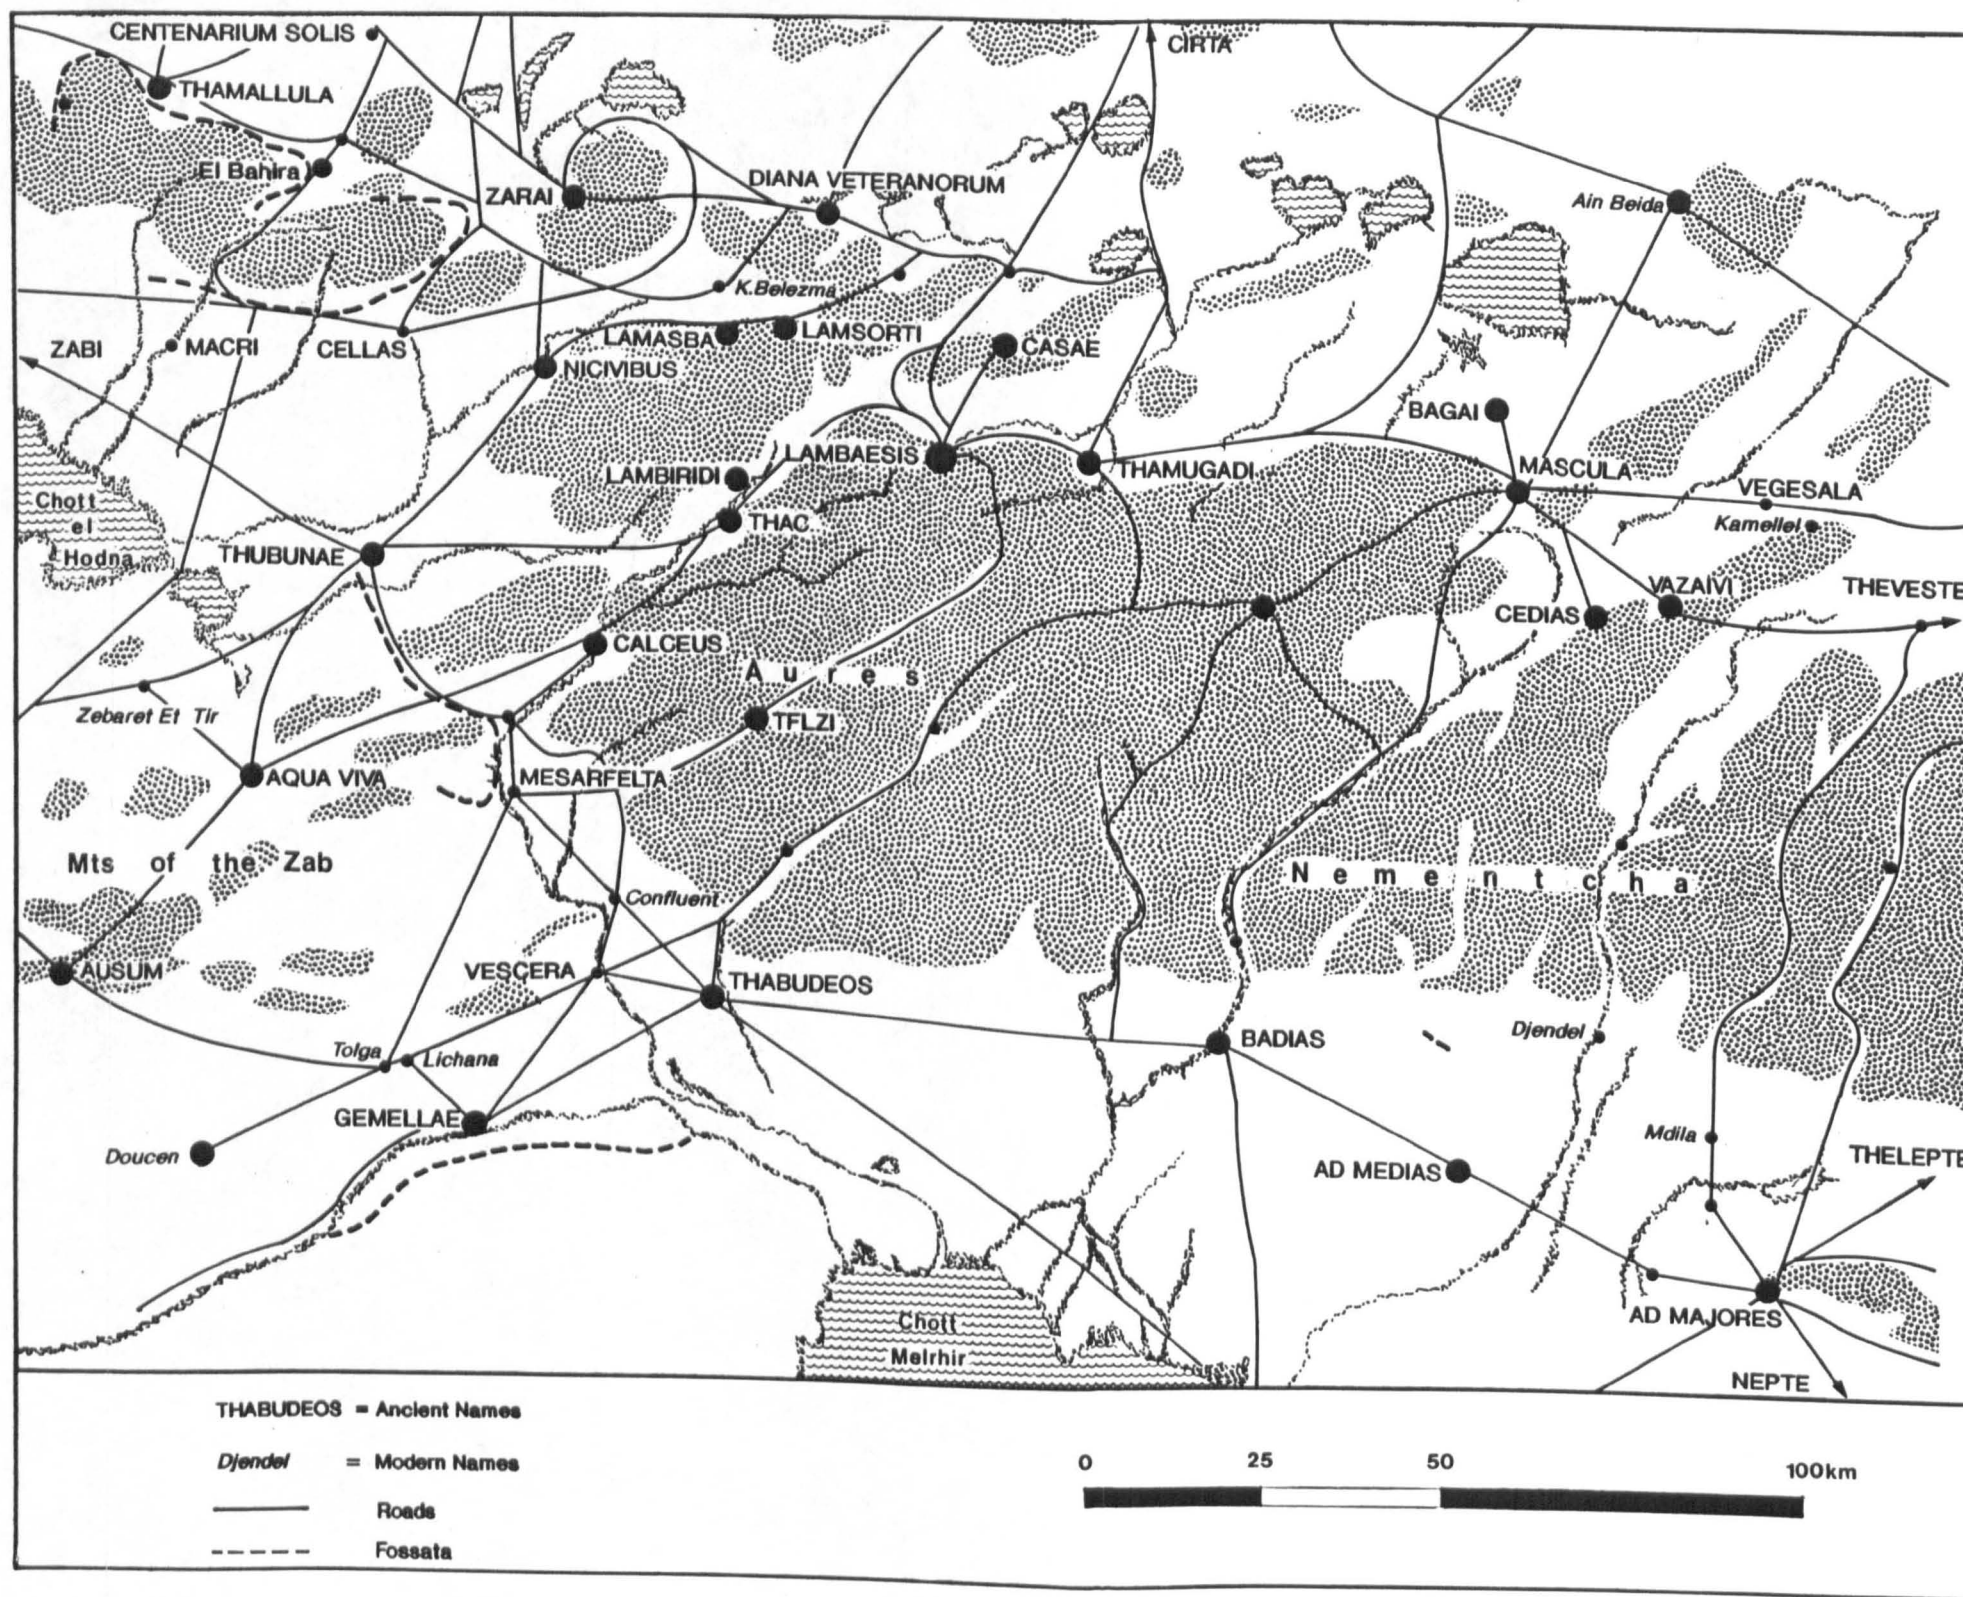 CENTENARIUM SOLIS
CIRTA
THAMALLULA
El Bahira
ZARAI
DIANA VETERANORUM
Ain Beida
K.Belezma
ZABI
MACRI
CELLAS
LAMASBA
LAMSORTI
CASAE
NICIVIBUS
BAGAI
LAMBAESIS
LAMBIRIDI
THAMUGADI
MASCULA
VEGESALA
Kamellel
Chott
el
Hodna
THAC.
THUBUNAE
VAZAIVI
THEVESTE
CEDIAS
CALCEUS
Aures
Zebaret Et Tir
TFLZI
AQUA VIVA
MESARFELTA
Mts of the Zab
Nementcha
Confluent
AUSUM
VESCERA
THABUDEOS
Djendel
BADIAS
Tolga
Lichana
GEMELLAE
Doucen
Mdila
THELEPTE
AD MEDIAS
Chott
Melrhir
AD MAJORES
NEPTE
THABUDEOS = Ancient Names
Djendel = Modern Names
Roads
Fossata
0 25 50 100km